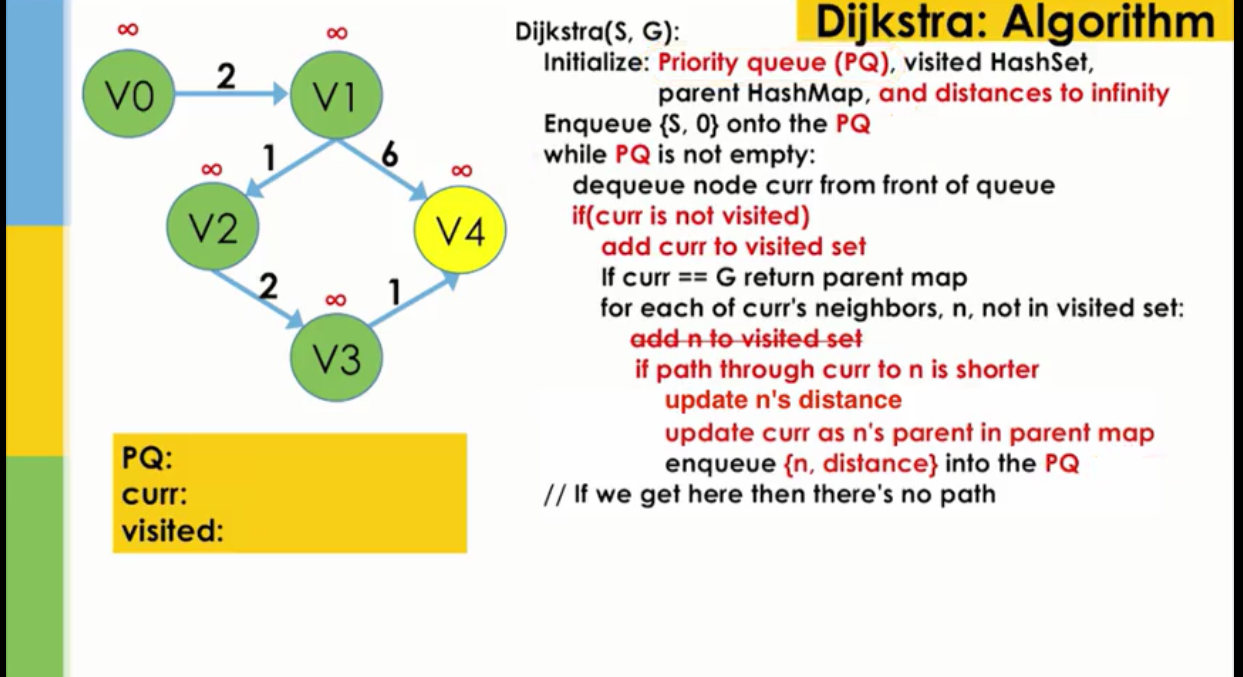 Dijkstra: Algorithm
∞
∞
V0
2
V1
1
6
∞
∞
V2
V4
2
∞
1
V3
PQ:
curr:
visited:
Dijkstra(S, G):
Initialize: Priority queue (PQ), visited HashSet,
parent HashMap, and distances to infinity
Enqueue {S, 0} onto the PQ
while PQ is not empty:
dequeue node curr from front of queue
if(curr is not visited)
add curr to visited set
If curr == G return parent map
for each of curr's neighbors, n, not in visited set:
add n to visited set
if path through curr to n is shorter
update n's distance
update curr as n's parent in parent map
enqueue {n, distance} into the PQ
// If we get here then there's no path